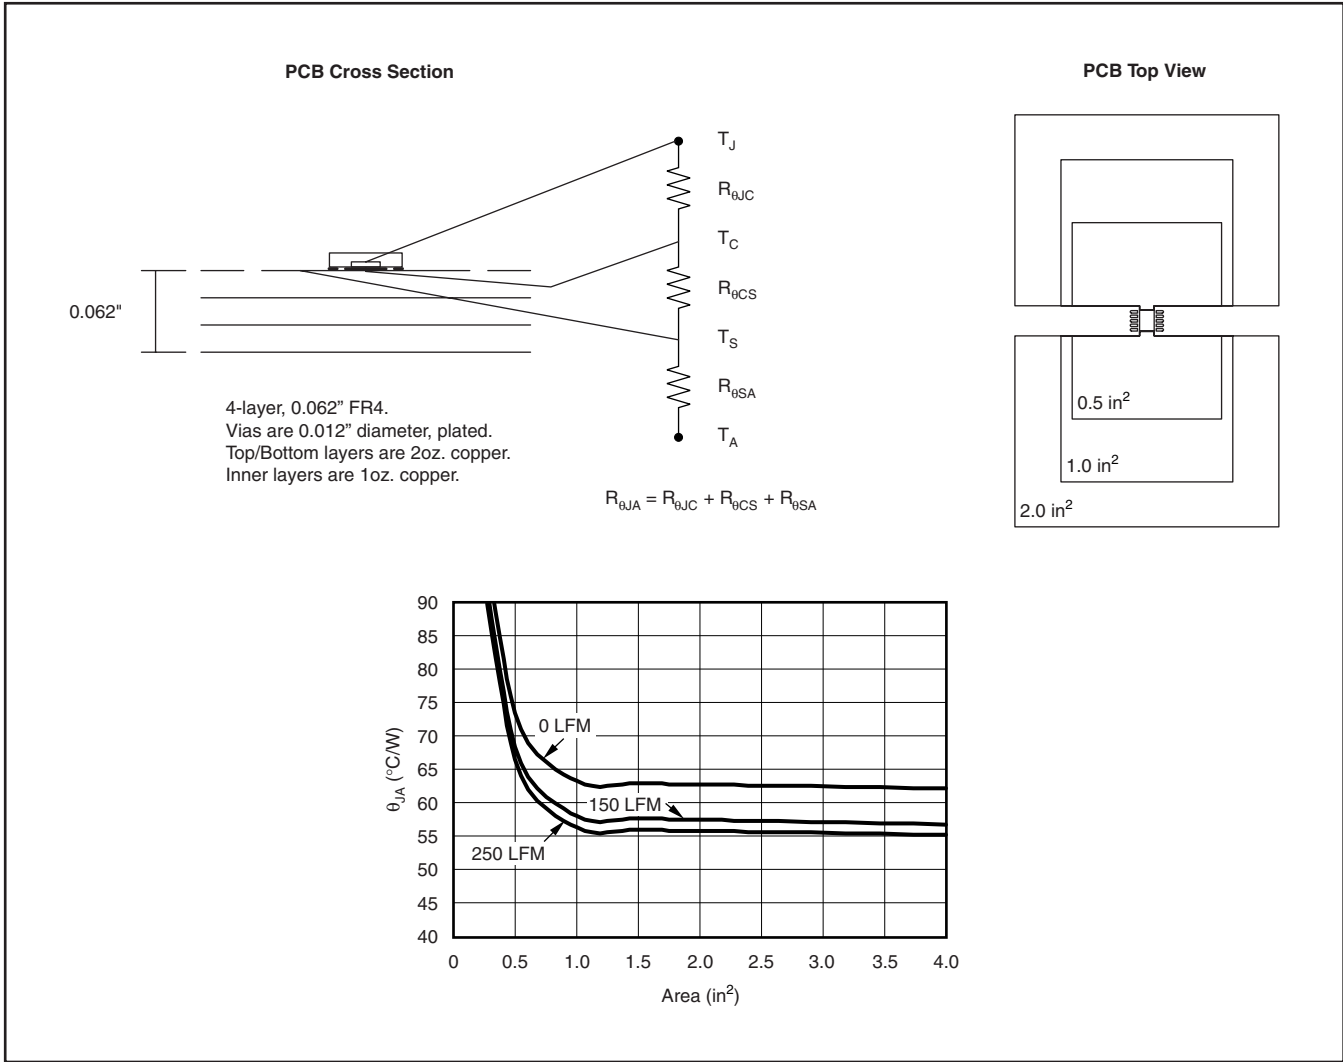 PCB Cross Section
PCB Top View
T_J
R_θJC
T_C
R_θCS
T_S
R_θSA
T_A
0.062"
4-layer, 0.062” FR4.
Vias are 0.012” diameter, plated.
Top/Bottom layers are 2oz. copper.
Inner layers are 1oz. copper.
R_θJA = R_θJC + R_θCS + R_θSA
0.5 in²
1.0 in²
2.0 in²
90
85
80
75
70
65
60
55
50
45
40
θ_JA (°C/W)
0 LFM
150 LFM
250 LFM
0 0.5 1.0 1.5 2.0 2.5 3.0 3.5 4.0
Area (in²)